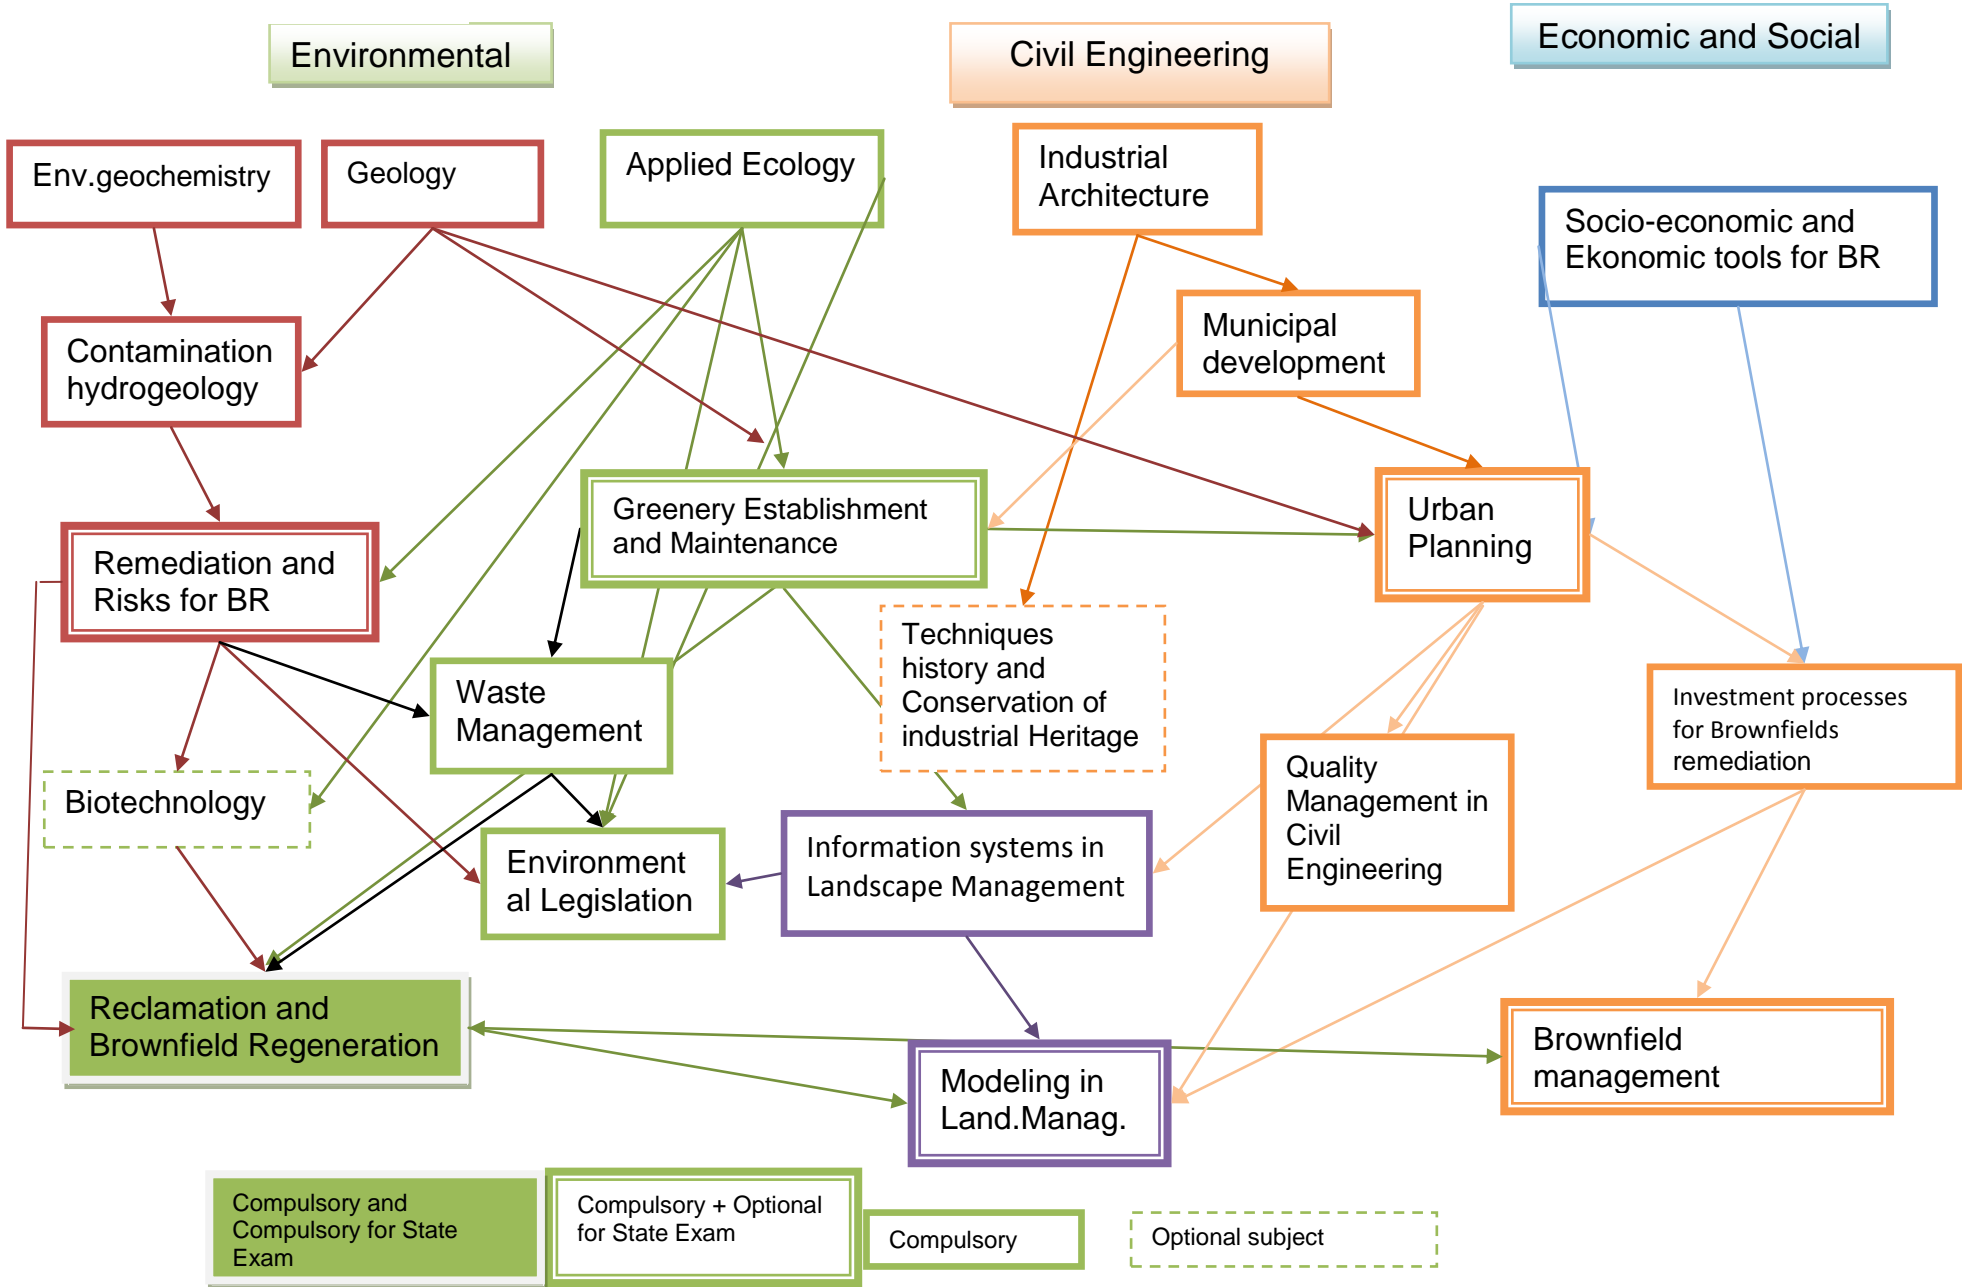 Environmental
Civil Engineering
Economic and Social
Env.geochemistry
Geology
Applied Ecology
Industrial
Architecture
Socio-economic and
Ekonomic tools for BR
Contamination
hydrogeology
Municipal
development
Greenery Establishment
and Maintenance
Urban
Planning
Remediation and
Risks for BR
Techniques
history and
Conservation of
industrial Heritage
Waste
Management
Investment processes
for Brownfields
remediation
Biotechnology
Quality
Management in
Civil
Engineering
Environment
al Legislation
Information systems in
Landscape Management
Reclamation and
Brownfield Regeneration
Modeling in
Land.Manag.
Brownfield
management
Compulsory and
Compulsory for State
Exam
Compulsory + Optional
for State Exam
Compulsory
Optional subject